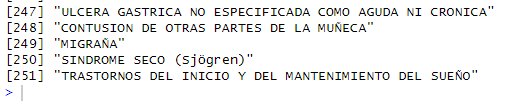 [247] "ULCERA GASTRICA NO ESPECIFICADA COMO AGUDA NI CRONICA"
[248] "CONTUSION DE OTRAS PARTES DE LA MUÑECA"
[249] "MIGRAÑA"
[250] "SINDROME SECO (sjögren)"
[251] "TRASTORNOS DEL INICIO Y DEL MANTENIMIENTO DEL SUEÑO"
>